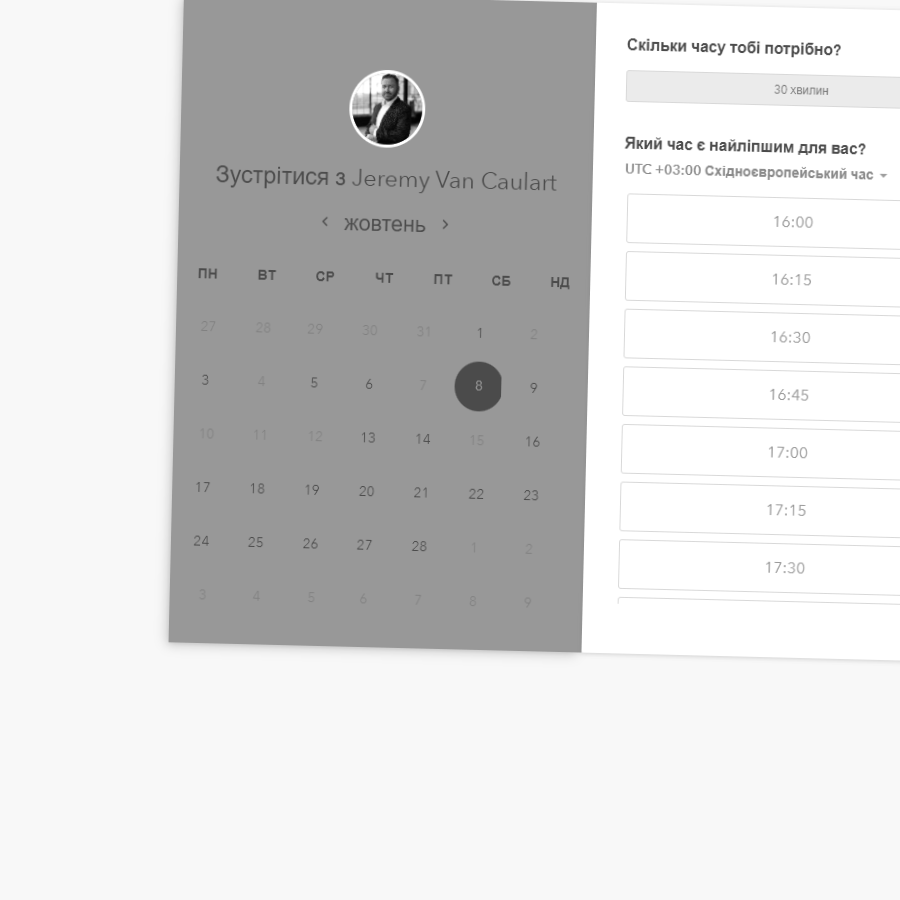 Зустрітися з Jeremy Van Caulart
жовтень
ПН ВТ СР ЧТ ПТ СБ НД
27 28 29 30 31 1 2
3 4 5 6 7 8 9
10 11 12 13 14 15 16
17 18 19 20 21 22 23
24 25 26 27 28 1 2
3 4 5 6 7 8 9
Скільки часу тобі потрібно?
30 хвилин
Який час є найліпшим для вас?
UTC +03:00 Східноєвропейський час
16:00
16:15
16:30
16:45
17:00
17:15
17:30